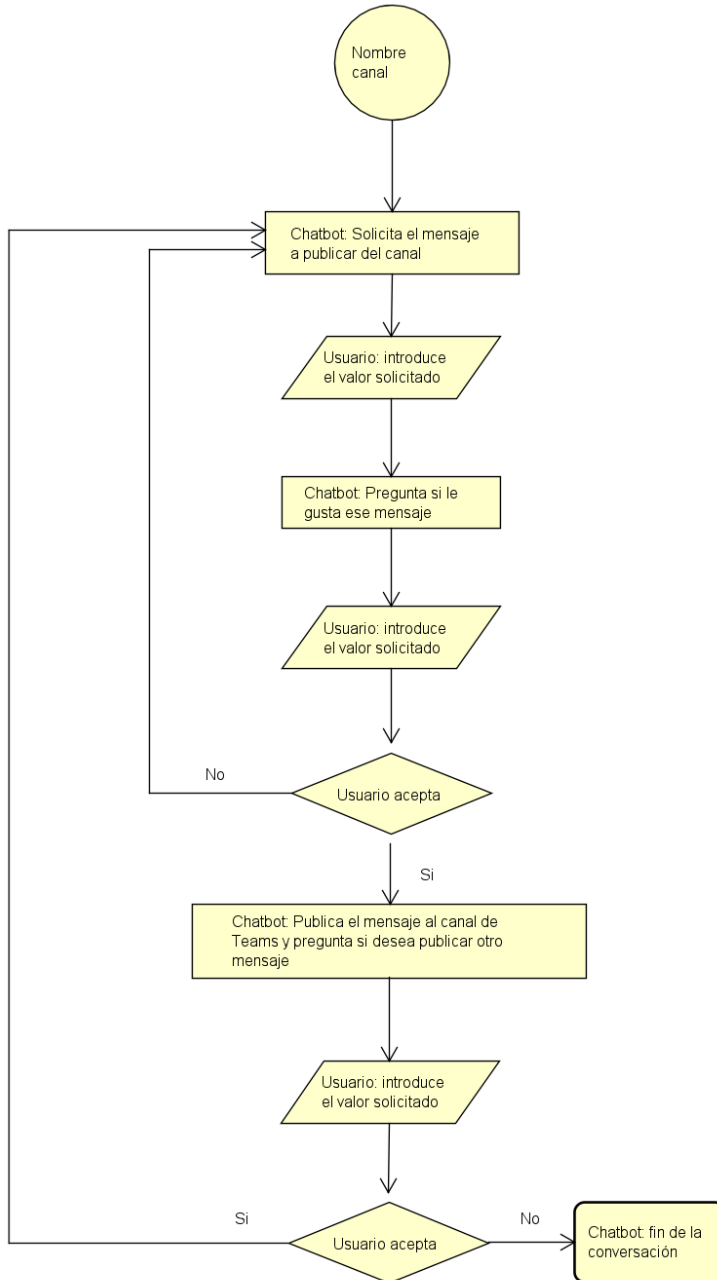 Nombre
canal
Chatbot: Solicita el mensaje
a publicar del canal
Usuario: introduce
el valor solicitado
Chatbot: Pregunta si le
gusta ese mensaje
Usuario: introduce
el valor solicitado
No
Usuario acepta
Si
Chatbot: Publica el mensaje al canal de
Teams y pregunta si desea publicar otro
mensaje
Usuario: introduce
el valor solicitado
Si
Usuario acepta
No
Chatbot: fin de la
conversación